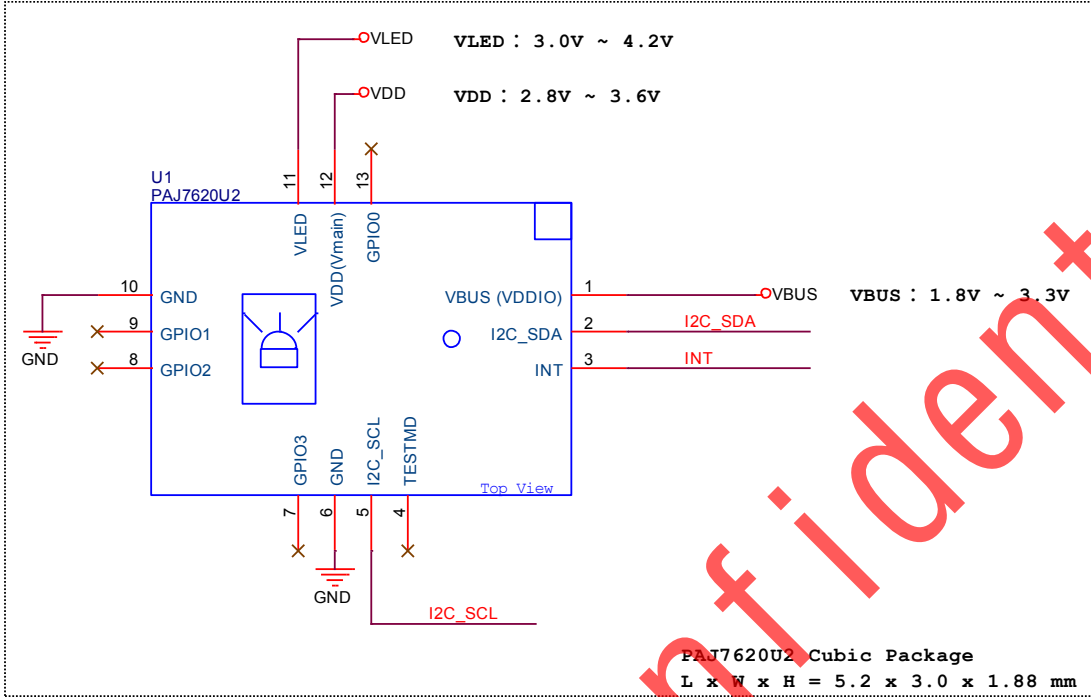 VLED
VLED : 3.0V ~ 4.2V
VDD
VDD : 2.8V ~ 3.6V
U1
PAJ7620U2
11
12
13
VLED
VDD(Vmain)
GPIO0
10
GND
9
GPIO1
8
GPIO2
GND
VBUS (VDDIO)
1
VBUS
VBUS : 1.8V ~ 3.3V
I2C_SDA
2
I2C_SDA
INT
3
INT
GPIO3
GND
I2C_SCL
TESTMD
Top View
7
6
5
4
GND
I2C_SCL
nfident
PAJ7620U2 Cubic Package
L x W x H = 5.2 x 3.0 x 1.88 mm